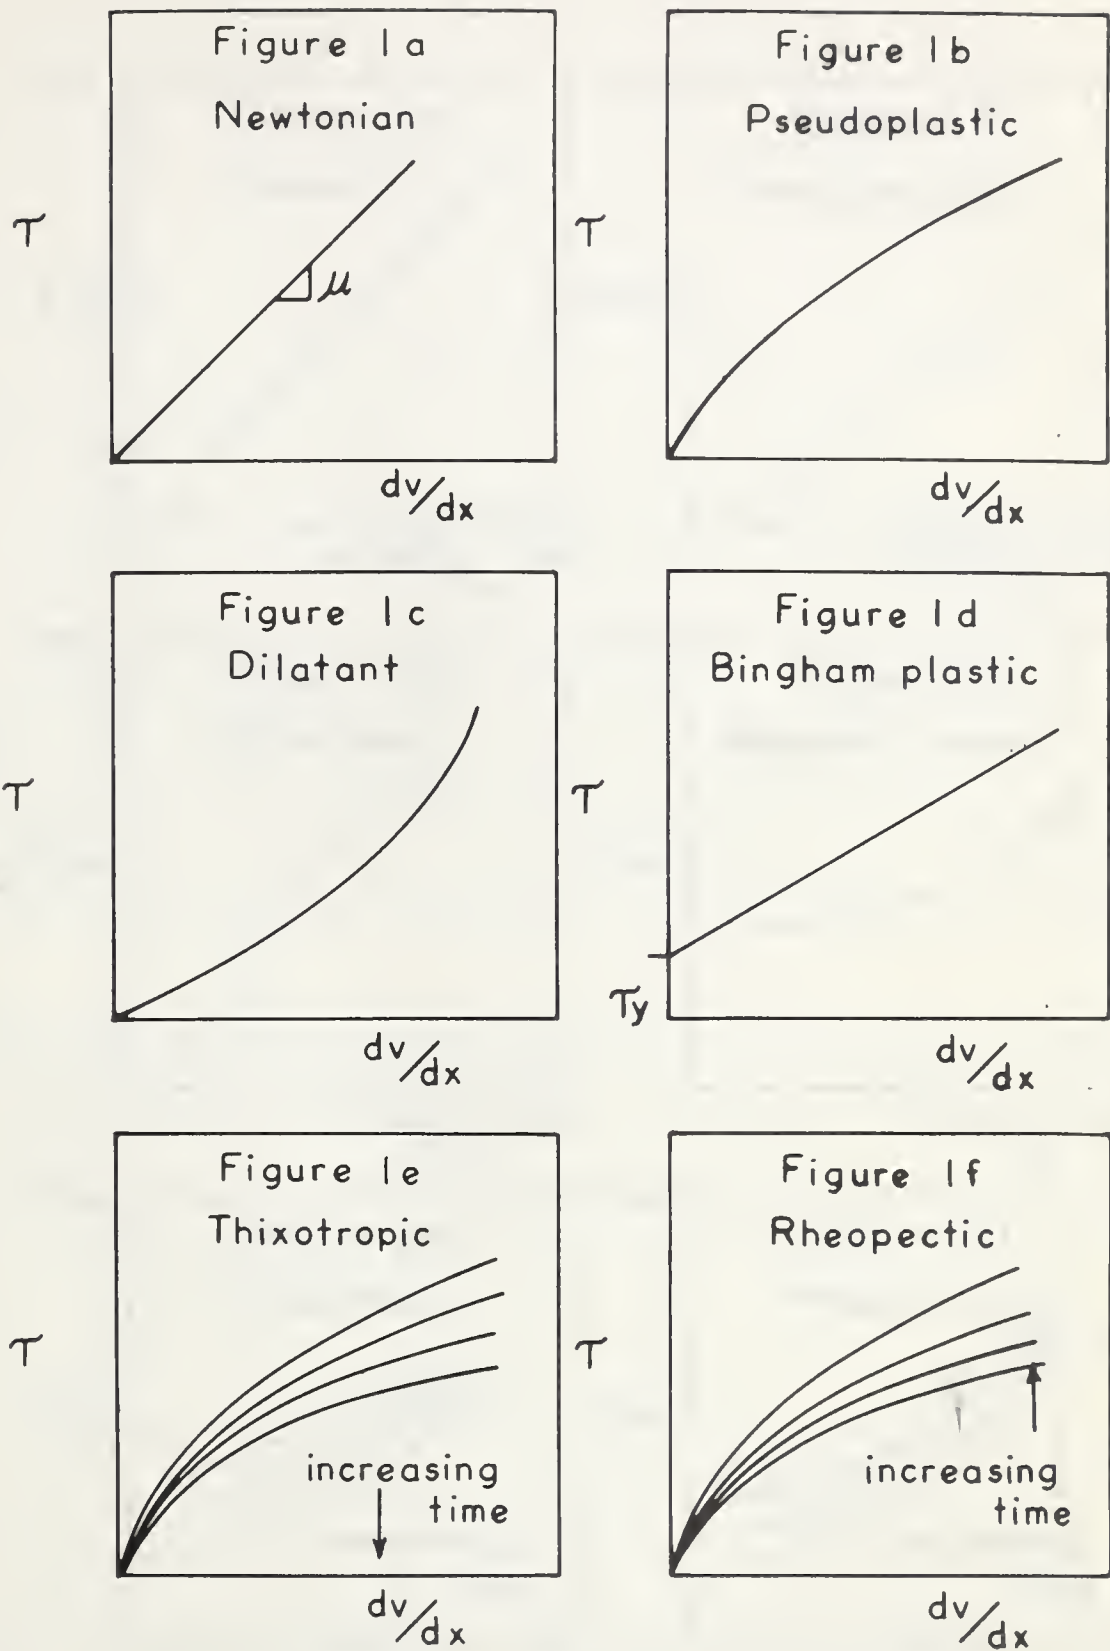 Figure 1a
Newtonian
τ
μ
dv/dx
Figure 1b
Pseudoplastic
τ
dv/dx
Figure 1c
Dilatant
τ
dv/dx
Figure 1d
Bingham plastic
τ
τy
dv/dx
Figure 1e
Thixotropic
τ
increasing
time
dv/dx
Figure 1f
Rheopectic
τ
increasing
time
dv/dx